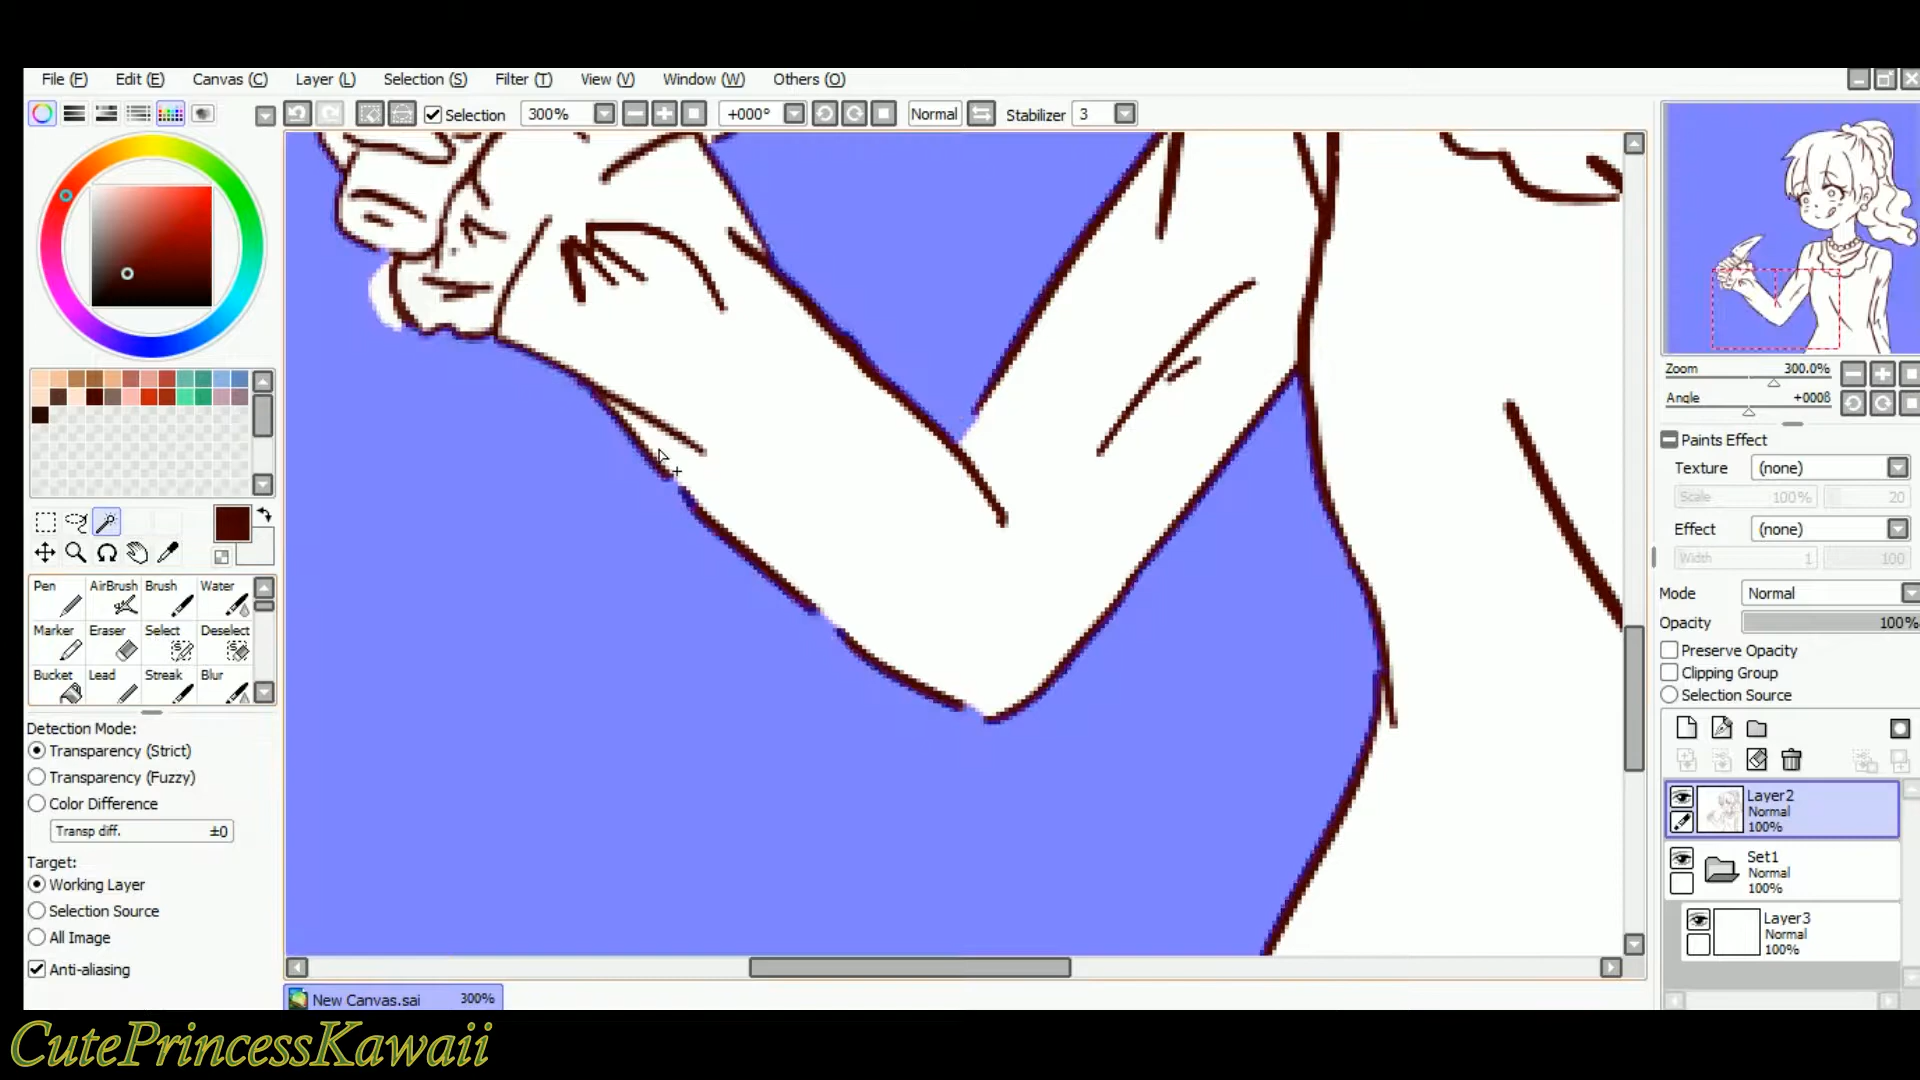 File (F) Edit (E) Canvas (C) Layer (L) Selection (S) Filter (T) View (V) Window (W) Others (O)
Selection 300% +000° Normal Stabilizer 3
Zoom 300.0%
Angle +0008
Paints Effect
Texture (none)
Scale 100% 20
Effect (none)
Width 1 100
Mode Normal
Opacity 100%
Preserve Opacity
Clipping Group
Selection Source
Layer2
Normal
100%
Set1
Normal
100%
Layer3
Normal
100%
Pen AirBrush Brush Water
Marker Eraser Select Deselect
Bucket Lead Streak Blur
Detection Mode:
Transparency (Strict)
Transparency (Fuzzy)
Color Difference
Transp diff. ±0
Target:
Working Layer
Selection Source
All Image
Anti-aliasing
New Canvas.sai 300%
CutePrincessKawaii